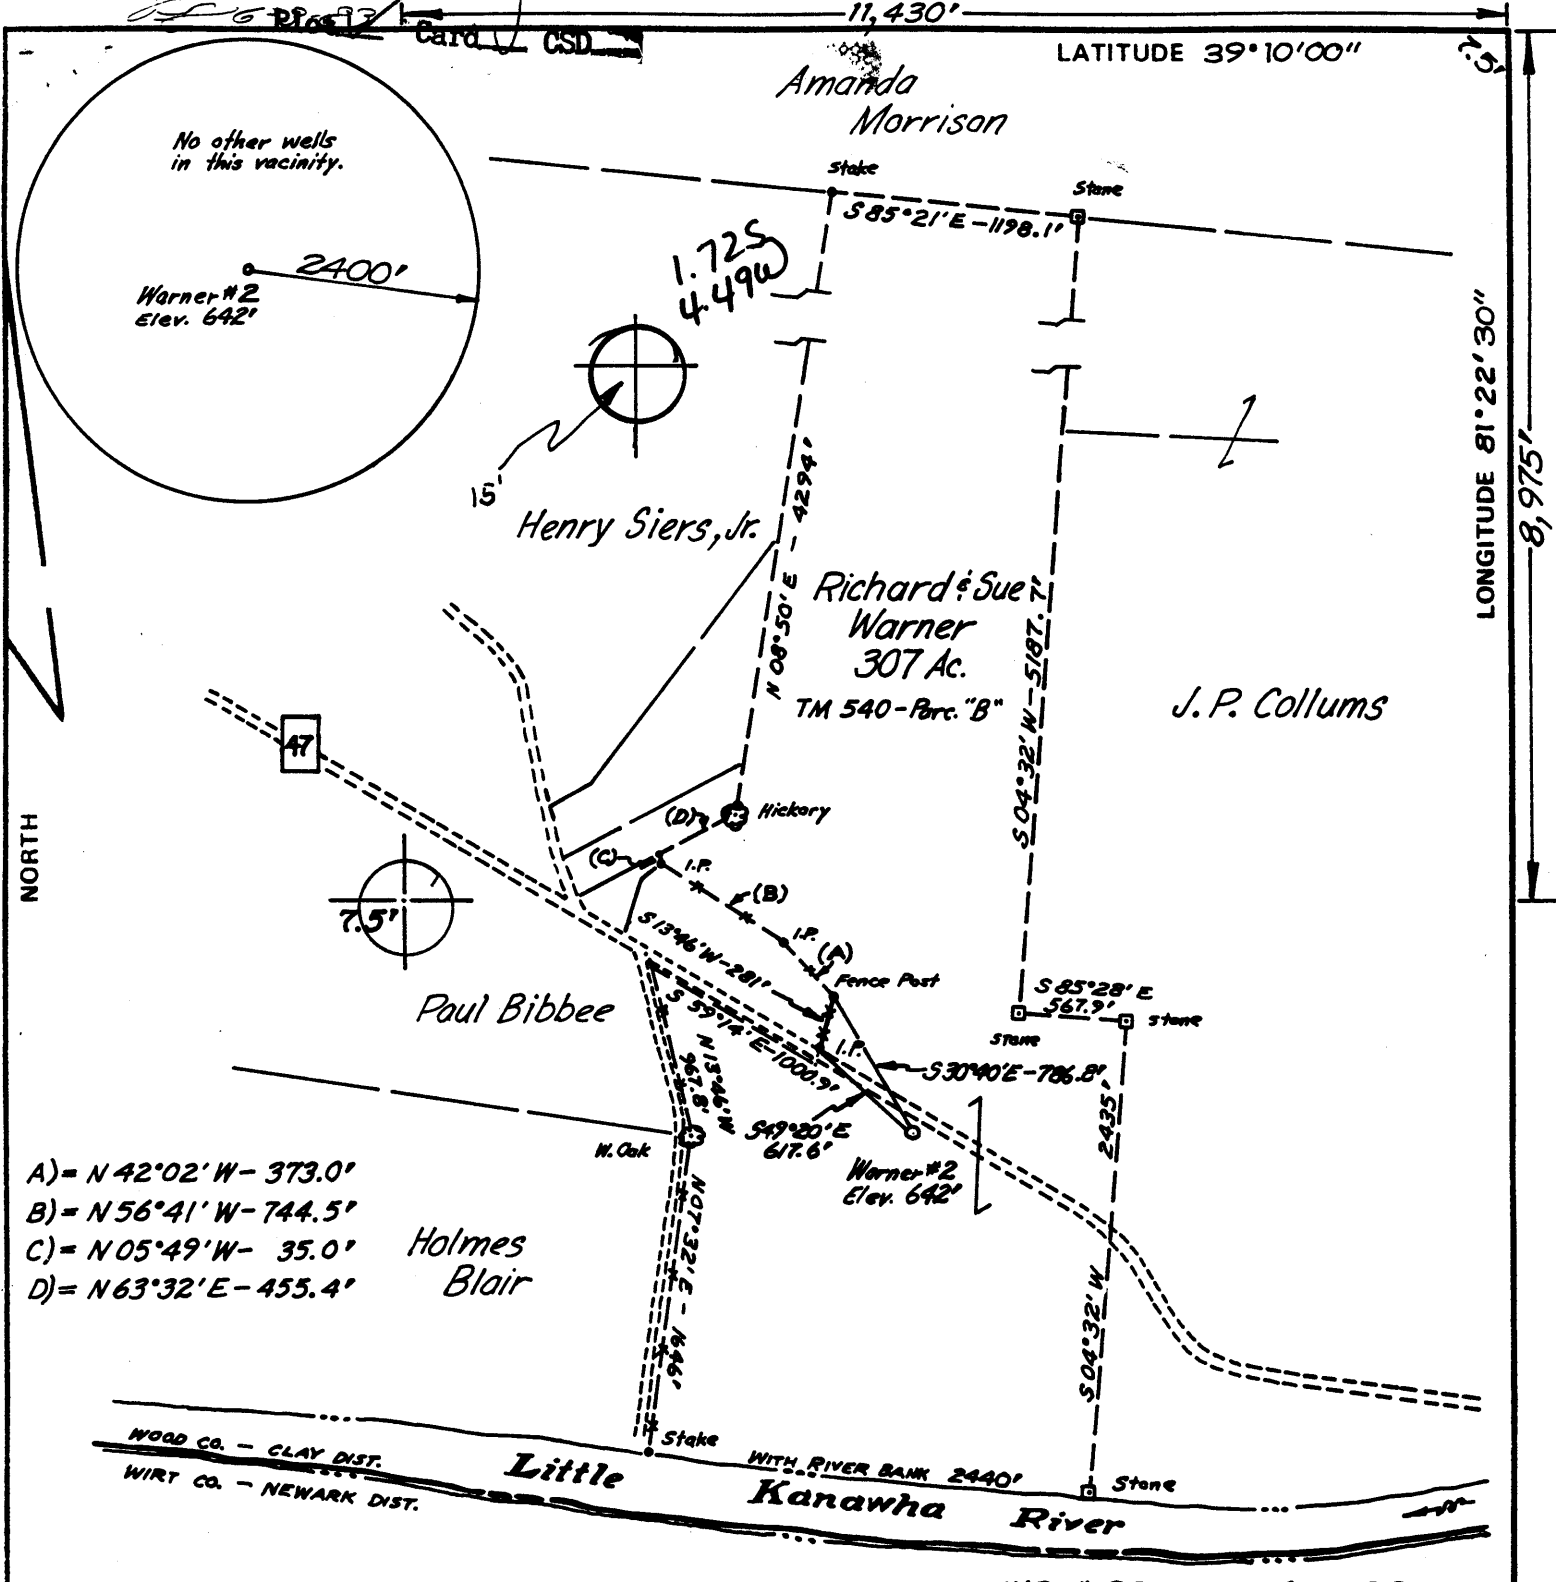 11,430'
Card CSD
LATITUDE 39°10'00"
7.5'
Amanda
Morrison
No other wells
in this vacinity.
Stake
Stone
S 85°21'E - 1198.1'
1.72S
4.49W
2400'
Warner #2
Elev. 642'
LONGITUDE 81°22'30"
8,975'
15'
Henry Siers, Jr.
N 08°50'E - 4294'
Richard & Sue
Warner
307 Ac.
TM 540-Parc. "B"
S 04°32'W - 5187.7'
J.P. Collums
47
NORTH
(D)
Hickory
(C)
I.P.
(B)
7.5'
S 13°46'W - 281'
I.P.
(A)
Fence Post
S 85°28'E
567.9'
Stone
Stone
Paul Bibbee
S 59°14'E - 1000.9'
I.P.
S 30°40'E - 786.8'
N 13°46'W
967.8'
W. Oak
S 49°20'E
617.6'
2435'
Warner #2
Elev. 642'
A) = N 42°02' W - 373.0'
B) = N 56°41' W - 744.5'
C) = N 05°49' W - 35.0'
D) = N 63°32' E - 455.4'
Holmes
Blair
N 07°32'E - 1646'
S 04°32'W
Stake
WOOD CO. - CLAY DIST.
WIRT CO. - NEWARK DIST.
WITH RIVER BANK 2440'
Stone
Little Kanawha River